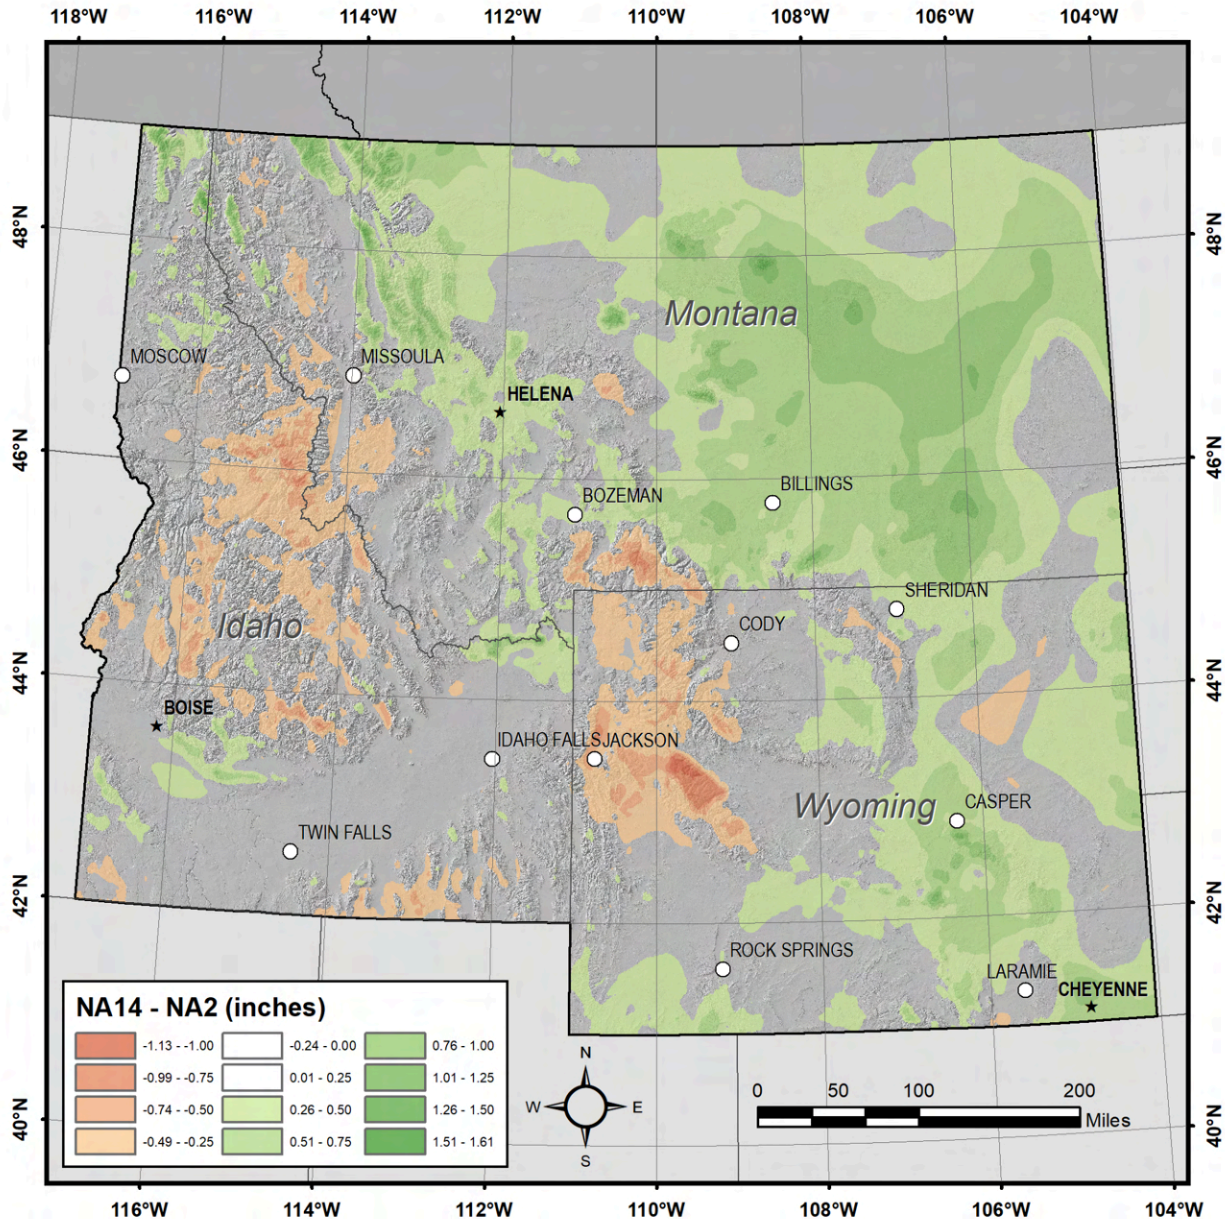 118°W 116°W 114°W 112°W 110°W 108°W 106°W 104°W
48°N 48°N
Montana
MOSCOW MISSOULA
HELENA
46°N 46°N
BILLINGS
BOZEMAN
SHERIDAN
Idaho CODY
44°N 44°N
BOISE
IDAHO FALLS JACKSON
Wyoming CASPER
TWIN FALLS
42°N 42°N
ROCK SPRINGS
LARAMIE
CHEYENNE
NA14 - NA2 (inches)
-1.13 - -1.00 -0.24 - 0.00 0.76 - 1.00
-0.99 - -0.75 0.01 - 0.25 1.01 - 1.25
-0.74 - -0.50 0.26 - 0.50 1.26 - 1.50
-0.49 - -0.25 0.51 - 0.75 1.51 - 1.61
N
W E
S
0 50 100 200
Miles
40°N 40°N
116°W 114°W 112°W 110°W 108°W 106°W 104°W